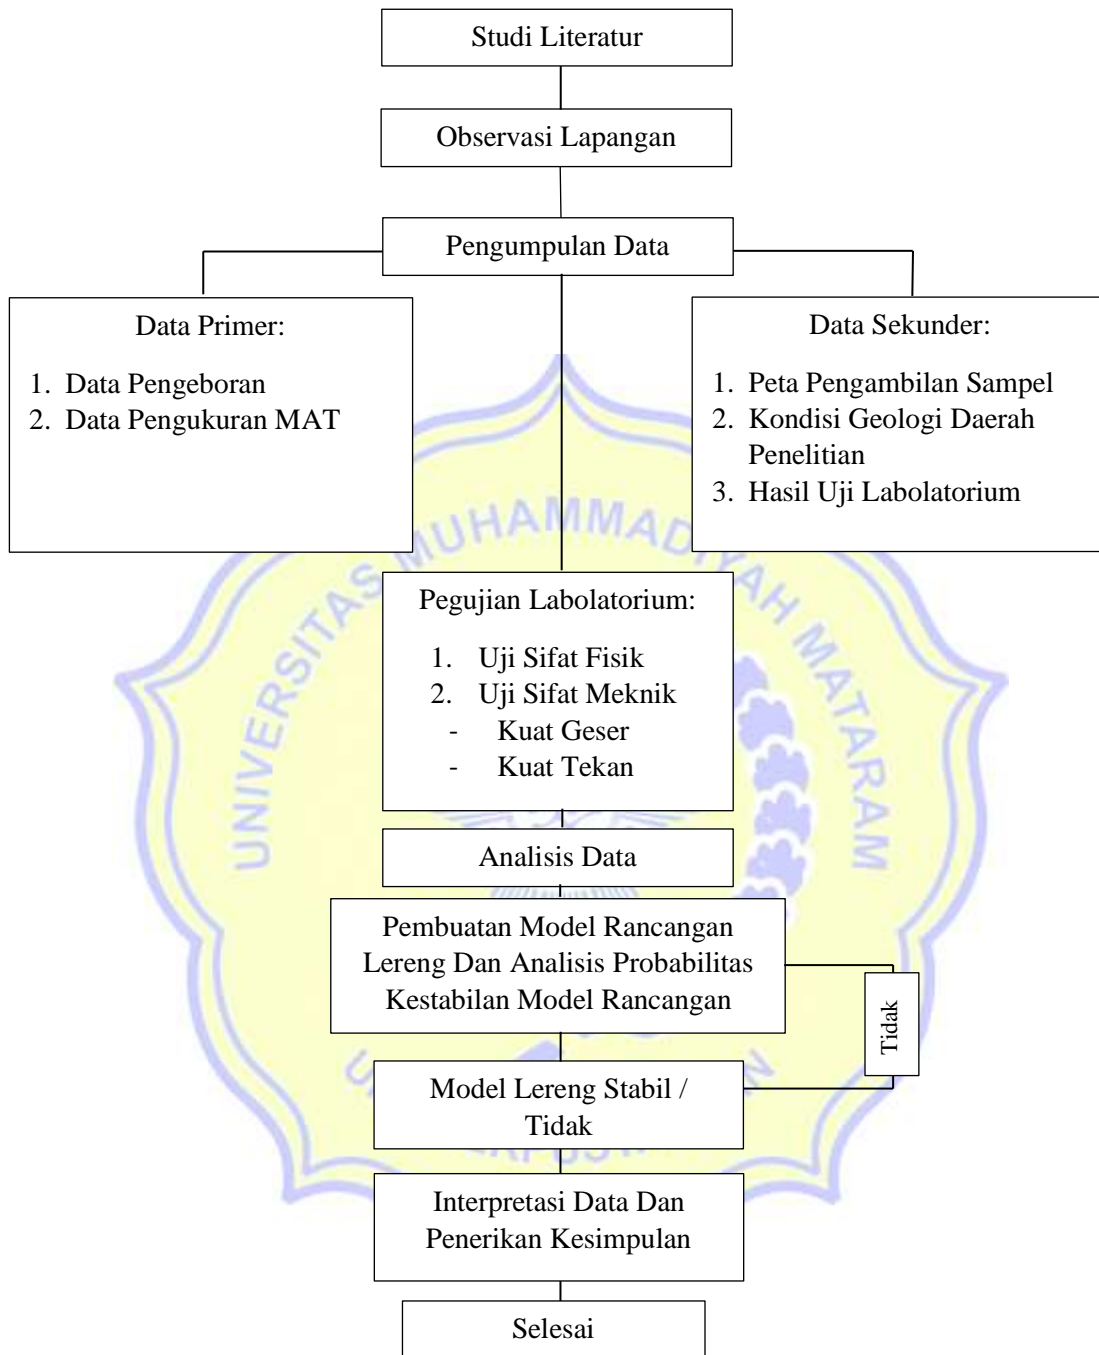 Studi Literatur
Observasi Lapangan
Pengumpulan Data
Data Primer:
1. Data Pengeboran
2. Data Pengukuran MAT
Data Sekunder:
1. Peta Pengambilan Sampel
2. Kondisi Geologi Daerah
Penelitian
3. Hasil Uji Labolatorium
UNIVERSITAS MUHAMMADIYAH MATARAM
Pegujian Labolatorium:
1. Uji Sifat Fisik
2. Uji Sifat Meknik
- Kuat Geser
- Kuat Tekan
Analisis Data
Pembuatan Model Rancangan
Lereng Dan Analisis Probabilitas
Kestabilan Model Rancangan
Tidak
Model Lereng Stabil /
Tidak
Interpretasi Data Dan
Penerikan Kesimpulan
Selesai